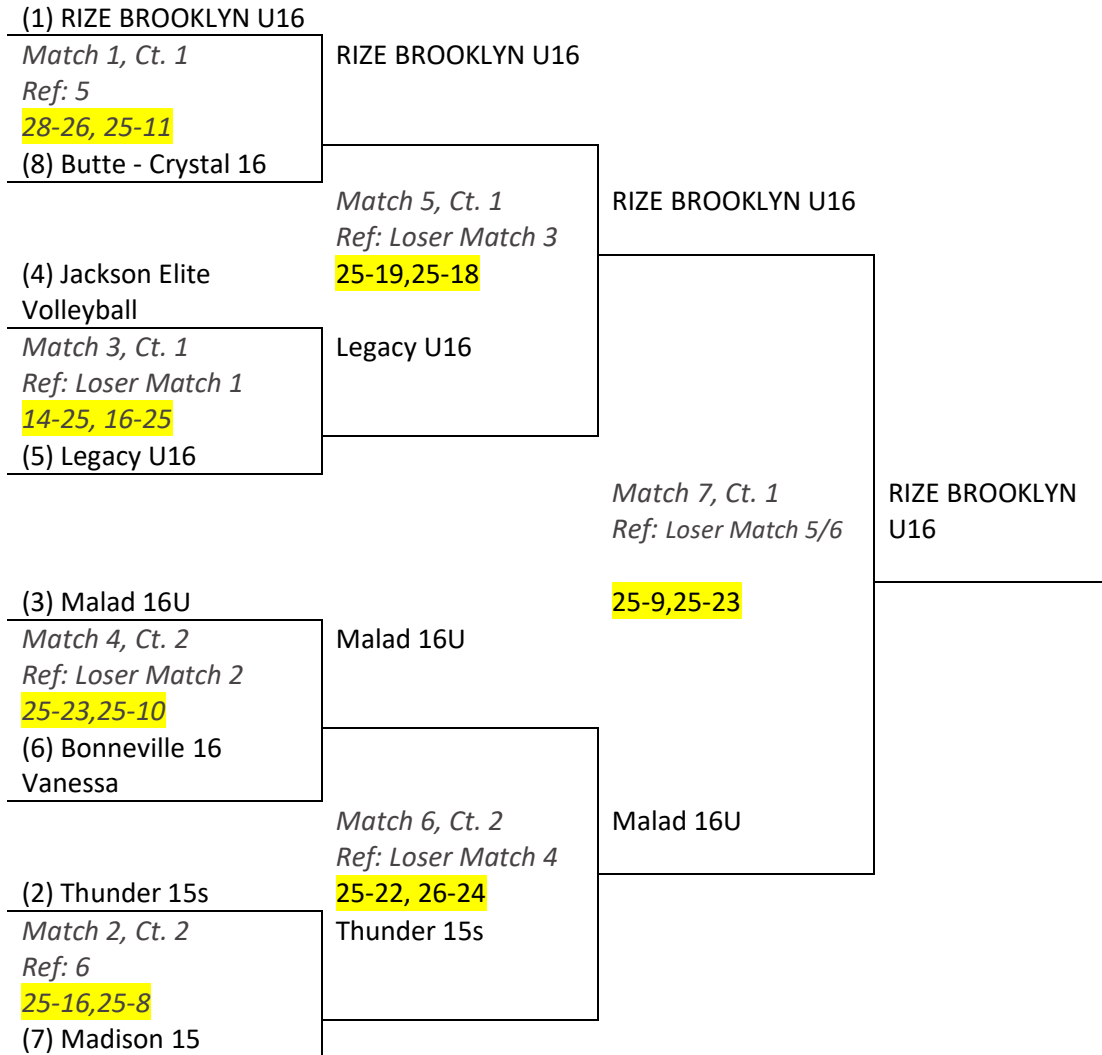 (1) RIZE BROOKLYN U16
Match 1, Ct. 1
Ref: 5
28-26, 25-11
(8) Butte - Crystal 16
RIZE BROOKLYN U16
(4) Jackson Elite
Volleyball
Match 3, Ct. 1
Ref: Loser Match 1
14-25, 16-25
(5) Legacy U16
Match 5, Ct. 1
Ref: Loser Match 3
25-19,25-18
Legacy U16
RIZE BROOKLYN U16
(3) Malad 16U
Match 4, Ct. 2
Ref: Loser Match 2
25-23,25-10
(6) Bonneville 16
Vanessa
Malad 16U
(2) Thunder 15s
Match 2, Ct. 2
Ref: 6
25-16,25-8
(7) Madison 15
Match 6, Ct. 2
Ref: Loser Match 4
25-22, 26-24
Thunder 15s
Match 7, Ct. 1
Ref: Loser Match 5/6
25-9,25-23
Malad 16U
RIZE BROOKLYN
U16